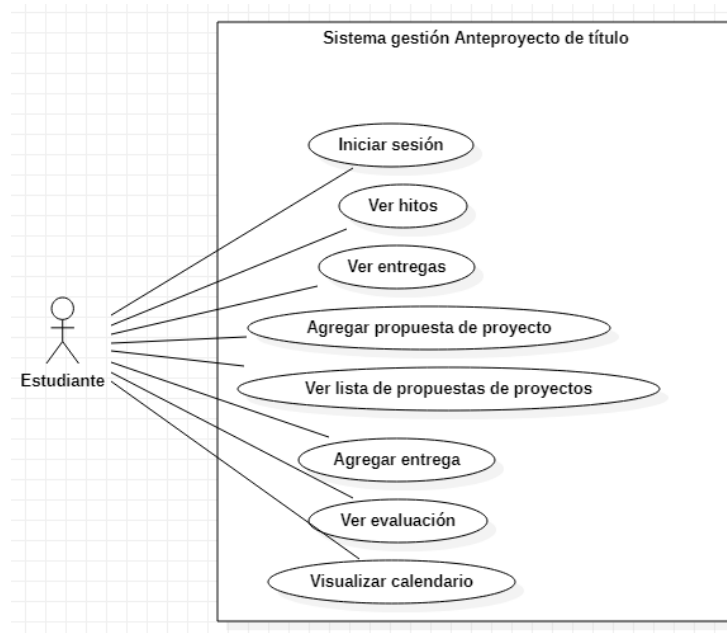 Sistema gestión Anteproyecto de título
Iniciar sesión
Ver hitos
Ver entregas
Agregar propuesta de proyecto
Estudiante
Ver lista de propuestas de proyectos
Agregar entrega
Ver evaluación
Visualizar calendario